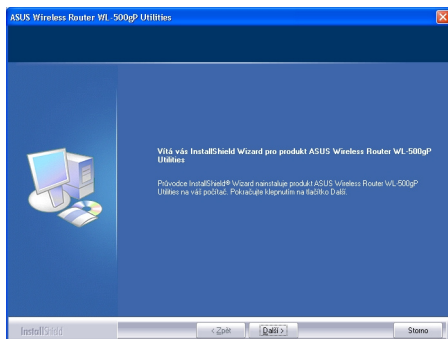 ASUS Wireless Router WL-500gP Utilities
Vítá vás InstallShield Wizard pro produkt ASUS Wireless Router WL-500gP
Utilities
Průvodce InstallShield® Wizard nainstaluje produkt ASUS Wireless Router WL-500gP
Utilities na váš počítač. Pokračujte klepnutím na tlačítko Další.
InstallShield
< Zpět
Další >
Storno